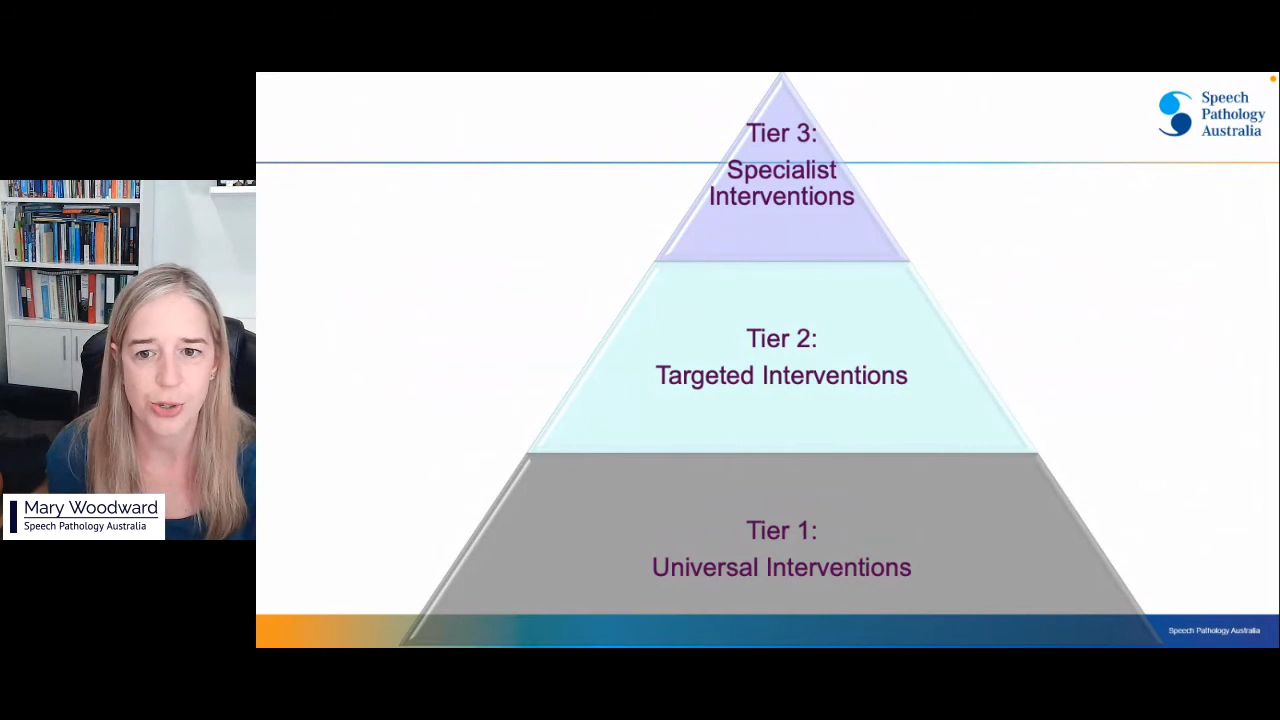 Speech
Pathology
Australia
Tier 3:
Specialist
Interventions
Tier 2:
Targeted Interventions
Tier 1:
Universal Interventions
Speech Pathology Australia
Mary Woodward
Speech Pathology Australia